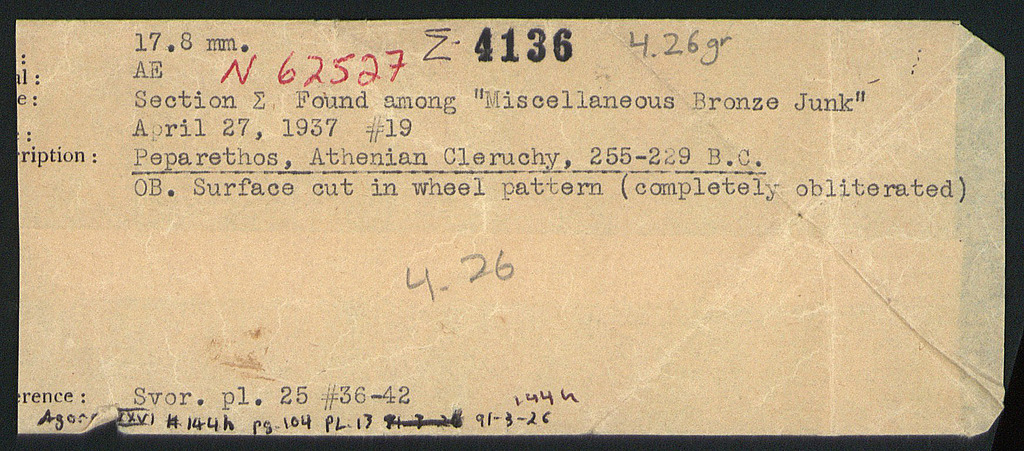 17.8 mm. Σ- 4136 4.26gr
al: AE N 62527
e: Section Σ Found among "Miscellaneous Bronze Junk"
: April 27, 1937 #19
ription: Peparethos, Athenian Cleruchy, 255-229 B.C.
OB. Surface cut in wheel pattern (completely obliterated)
4.26
erence: Svor. pl. 25 #36-42 144h
Agora XXVI #144h pg.104 PL.13 91-3-26